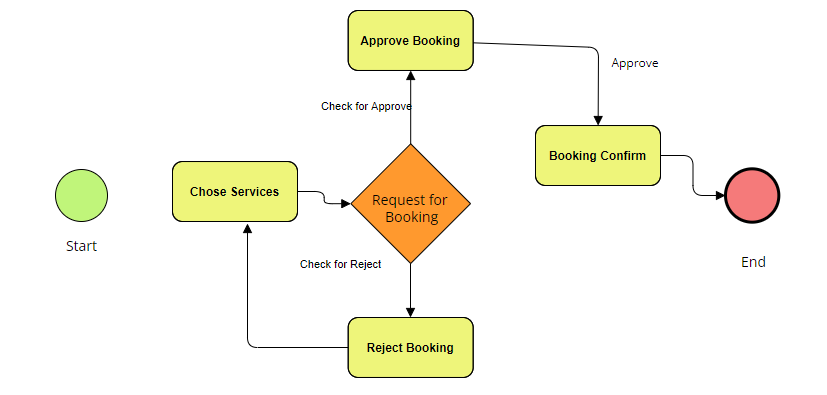 Approve Booking
Approve
Check for Approve
Booking Confirm
Chose Services
Request for
Booking
Start
Check for Reject
End
Reject Booking